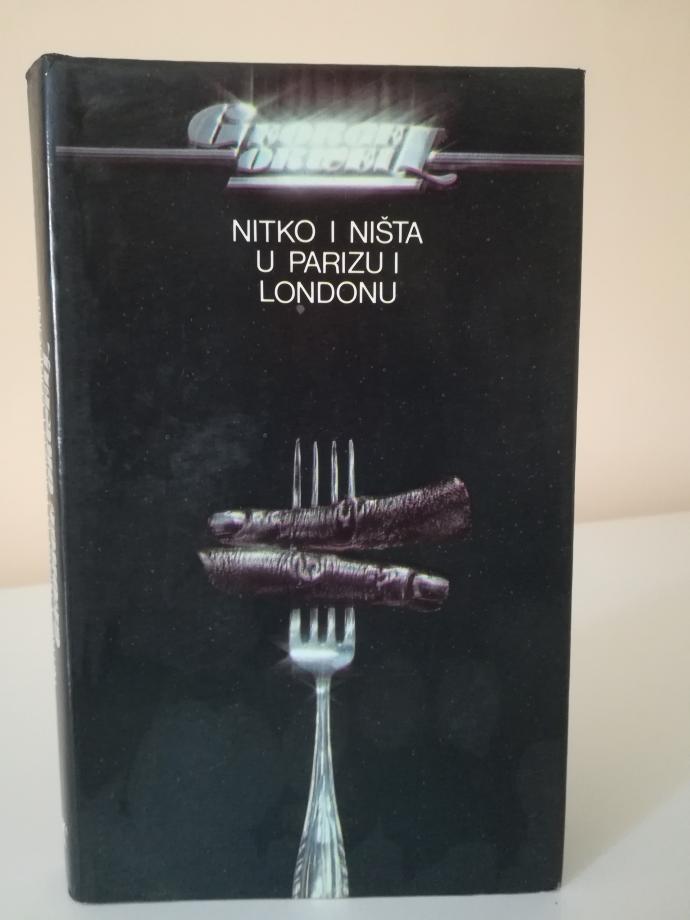 GEORGE
ORWELL
NITKO I NIŠTA
U PARIZU I
LONDONU